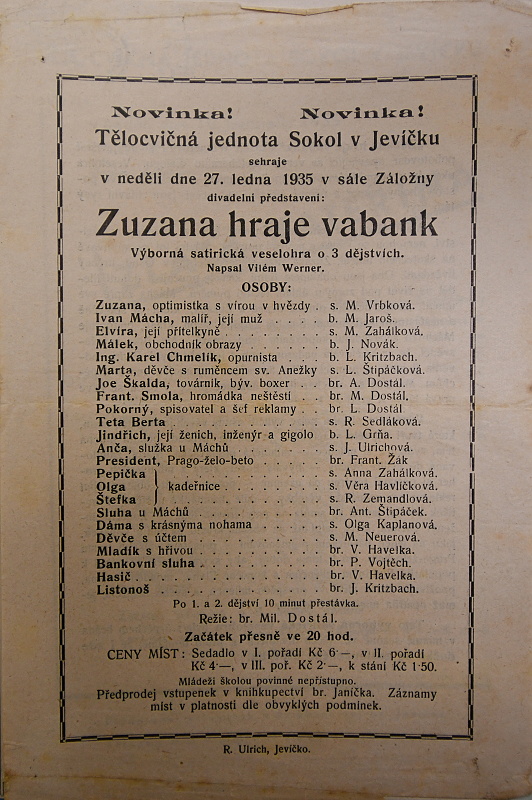 Novinka! Novinka!
Tělocvičná jednota Sokol v Jevíčku
sehraje
v neděli dne 27. ledna 1935 v sále Záložny
divadelní představení:
Zuzana hraje vabank
Výborná satirická veselohra o 3 dějstvích.
Napsal Vilém Werner.
OSOBY:
Zuzana, optimistka s vírou v hvězdy . s. M. Vrbková.
Ivan Mácha, malíř, její muž . . . . b. M. Jaroš.
Elvíra, její přítelkyně . . . . . . . . s. M. Zahálková.
Málek, obchodník obrazy . . . . . . b. J. Novák.
Ing. Karel Chmelík, opurnista . . . b. L. Kritzbach.
Marta, děvče s ruměncem sv. Anežky s. L. Štipáčková.
Joe Škalda, továrník, býv. boxer . . br. A. Dostál.
Frant. Smola, hromádka neštěstí . . br. M. Dostál.
Pokorný, spisovatel a šef reklamy . . br. L. Dostál
Teta Berta . . . . . . . . . . . . s. R. Sedláková.
Jindřich, její ženich, inženýr a gigolo b. L. Grňa.
Anča, služka u Máchů . . . . . . . s. J. Ulrichová.
President, Prago-želo-beto . . . . . br. Frant. Žák
Pepička . . . . . . . . . . s. Anna Zahálková.
Olga } kadeřnice . . . . . . s. Věra Havlíčková.
Štefka . . . . . . . . . . s. R. Zemandlová.
Sluha u Máchů . . . . . . . . . . br. Ant. Štipáček.
Dáma s krásnýma nohama . . . . . s. Olga Kaplanová.
Děvče s účtem . . . . . . . . . . s. M. Neuerová.
Mladík s hřivou . . . . . . . . . . br. V. Havelka.
Bankovní sluha . . . . . . . . . . br. P. Vojtěch.
Hasič . . . . . . . . . . . . . . br. V. Havelka.
Listonoš . . . . . . . . . . . . . br. J. Kritzbach.
Po 1. a 2. dějství 10 minut přestávka.
Režie: br. Mil. Dostál.
Začátek přesně ve 20 hod.
CENY MÍST: Sedadlo v I. pořadí Kč 6·—, v II. pořadí
Kč 4·—, v III. poř. Kč 2·—, k stání Kč 1·50.
Mládeži školou povinné nepřístupno.
Předprodej vstupenek v knihkupectví br. Janíčka. Záznamy
míst v platnosti dle obvyklých podmínek.
R. Ulrich, Jevíčko.